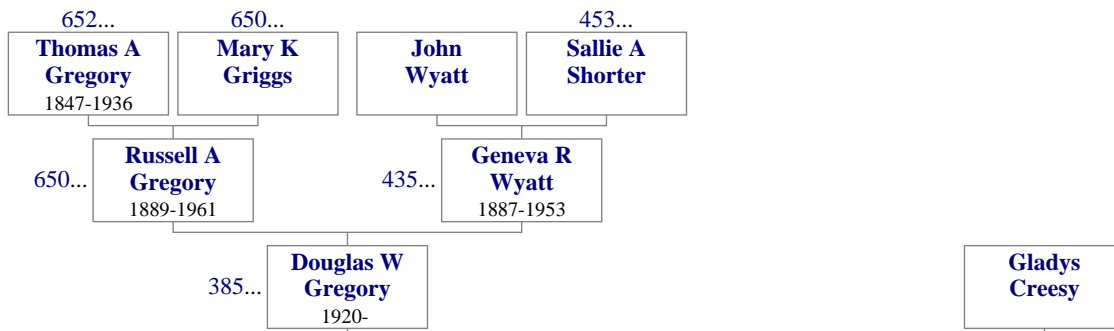 652...
650...
453...
Thomas A
Gregory
1847-1936
Mary K
Griggs
John
Wyatt
Sallie A
Shorter
650...
Russell A
Gregory
1889-1961
435...
Geneva R
Wyatt
1887-1953
385...
Douglas W
Gregory
1920-
Gladys
Creesy